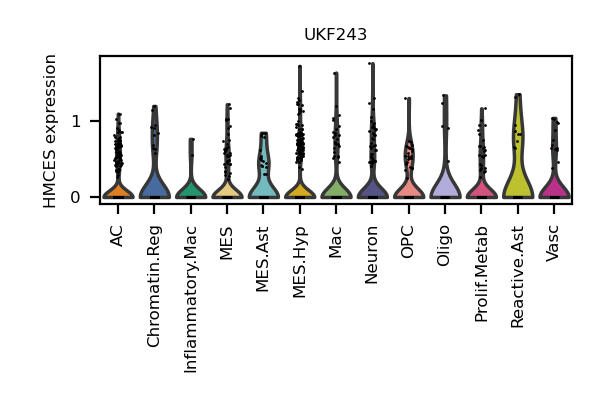 UKF243
HMCES expression
1
0
AC
Chromatin.Reg
Inflammatory.Mac
MES
MES.Ast
MES.Hyp
Mac
Neuron
OPC
Oligo
Prolif.Metab
Reactive.Ast
Vasc